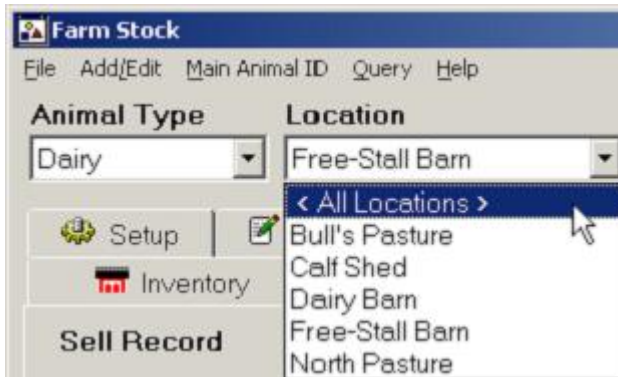 Farm Stock
File Add/Edit Main Animal ID Query Help
Animal Type Location
Dairy Free-Stall Barn
< All Locations >
Setup Bull's Pasture
Calf Shed
Inventory
Dairy Barn
Sell Record Free-Stall Barn
North Pasture